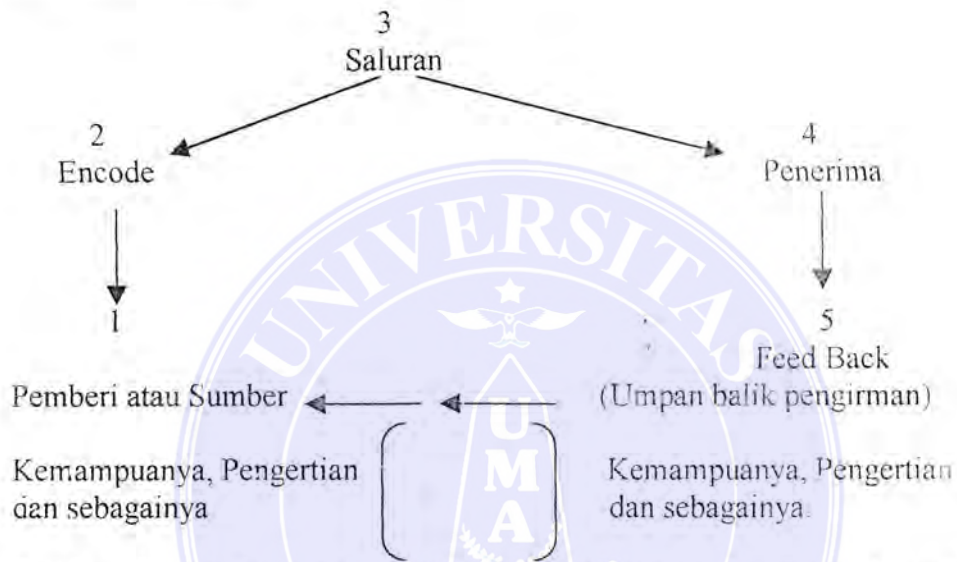 3
Saluran
2
Encode
4
Penerima
1
5
Feed Back
Pemberi atau Sumber
(Umpan balik pengirman)
Kemampuanya, Pengertian
dan sebagainya
Kemampuanya, Pengertian
dan sebagainya
UNIVERSITAS
UMA